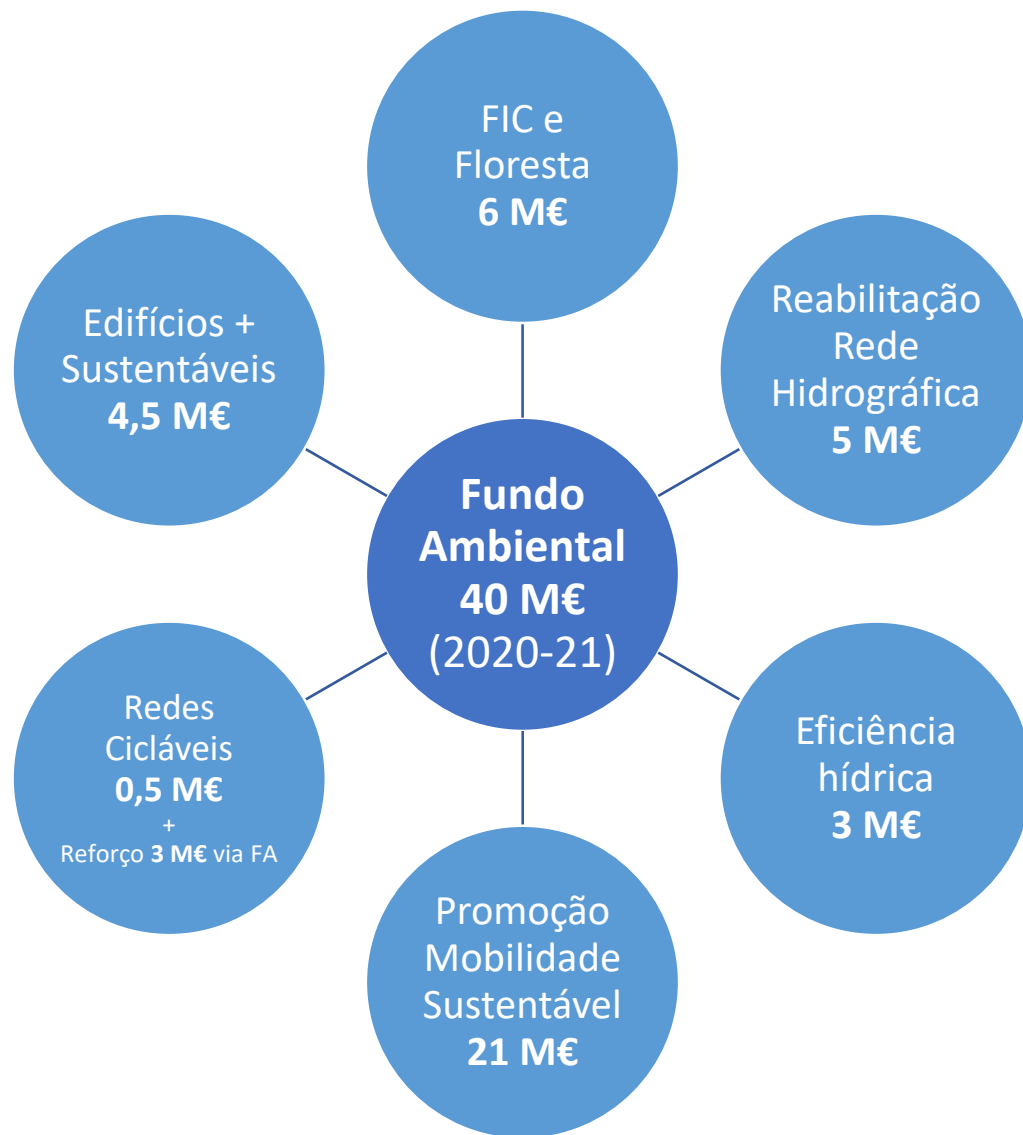 FIC e
Floresta
6 M€
Edifícios +
Sustentáveis
4,5 M€
Reabilitação
Rede
Hidrográfica
5 M€
Fundo
Ambiental
40 M€
(2020-21)
Redes
Cicláveis
0,5 M€
+
Reforço 3 M€ via FA
Eficiência
hídrica
3 M€
Promoção
Mobilidade
Sustentável
21 M€